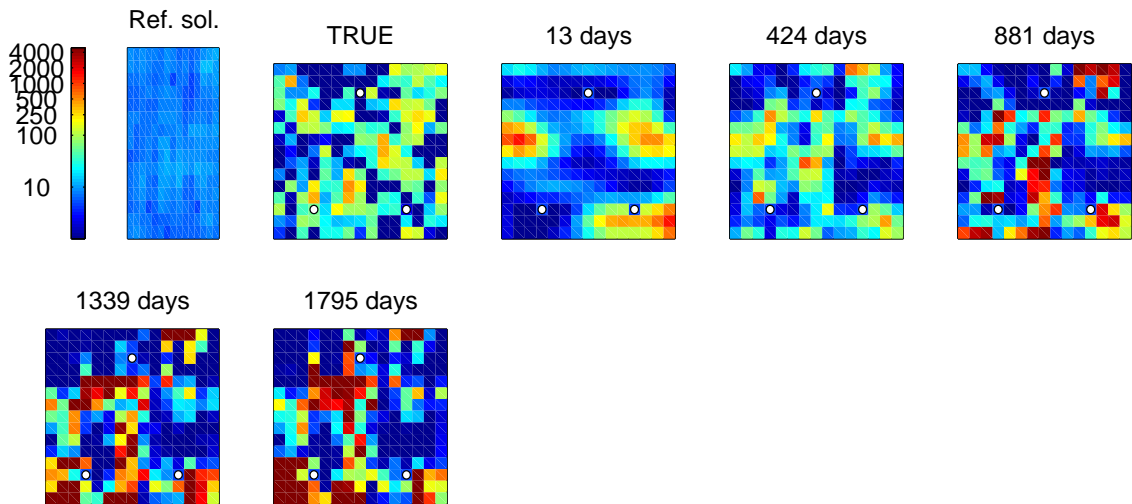 Ref. sol.
TRUE
13 days
424 days
881 days
4000
2000
1000
500
250
100
10
1339 days
1795 days